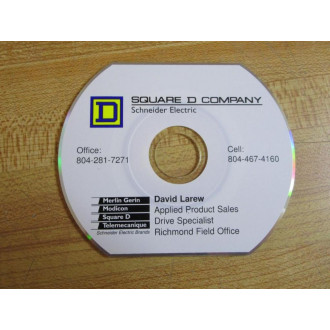 D SQUARE D COMPANY
Schneider Electric
Office:
804-281-7271
Cell:
804-467-4160
Merlin Gerin
Modicon
Square D
Telemecanique
Schneider Electric Brands
David Larew
Applied Product Sales
Drive Specialist
Richmond Field Office